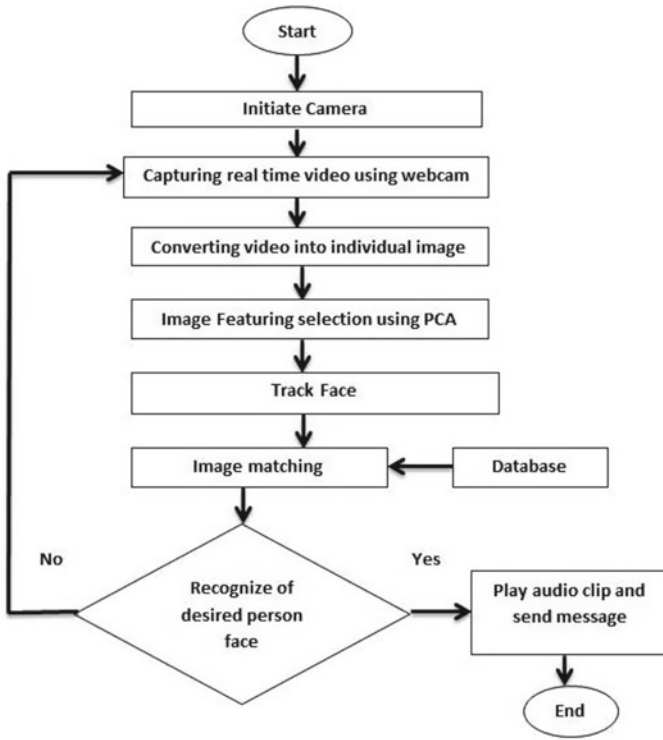 Start
Initiate Camera
Capturing real time video using webcam
Converting video into individual image
Image Featuring selection using PCA
Track Face
Image matching
Database
No
Yes
Recognize of
desired person
face
Play audio clip and
send message
End